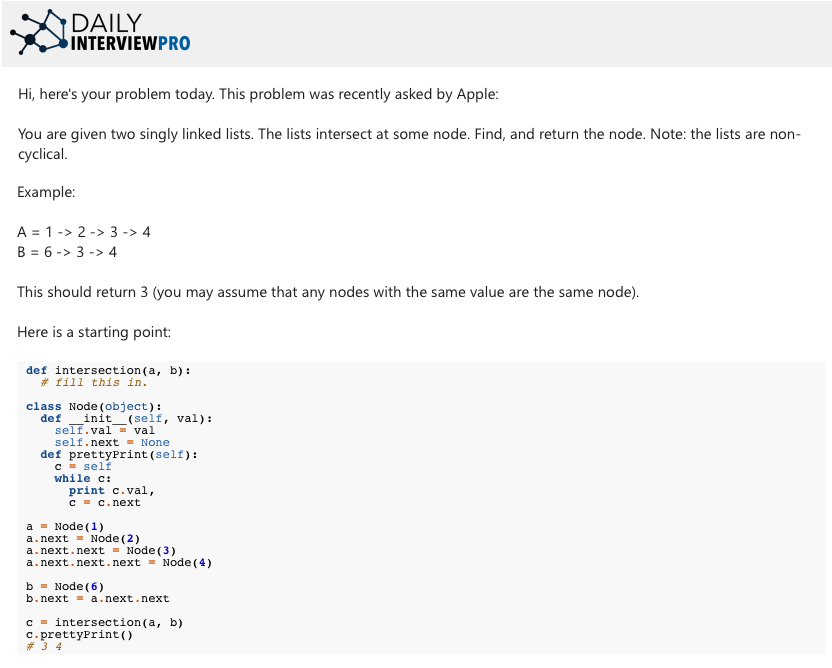 DAILY
INTERVIEWPRO
Hi, here's your problem today. This problem was recently asked by Apple:
You are given two singly linked lists. The lists intersect at some node. Find, and return the node. Note: the lists are non-
cyclical.
Example:
A = 1 -> 2 -> 3 -> 4
B = 6 -> 3 -> 4
This should return 3 (you may assume that any nodes with the same value are the same node).
Here is a starting point:
def intersection(a, b):
  # fill this in.
class Node(object):
  def __init__(self, val):
    self.val = val
    self.next = None
  def prettyPrint(self):
    c = self
    while c:
      print c.val,
      c = c.next
a = Node(1)
a.next = Node(2)
a.next.next = Node(3)
a.next.next.next = Node(4)
b = Node(6)
b.next = a.next.next
c = intersection(a, b)
c.prettyPrint()
# 3 4